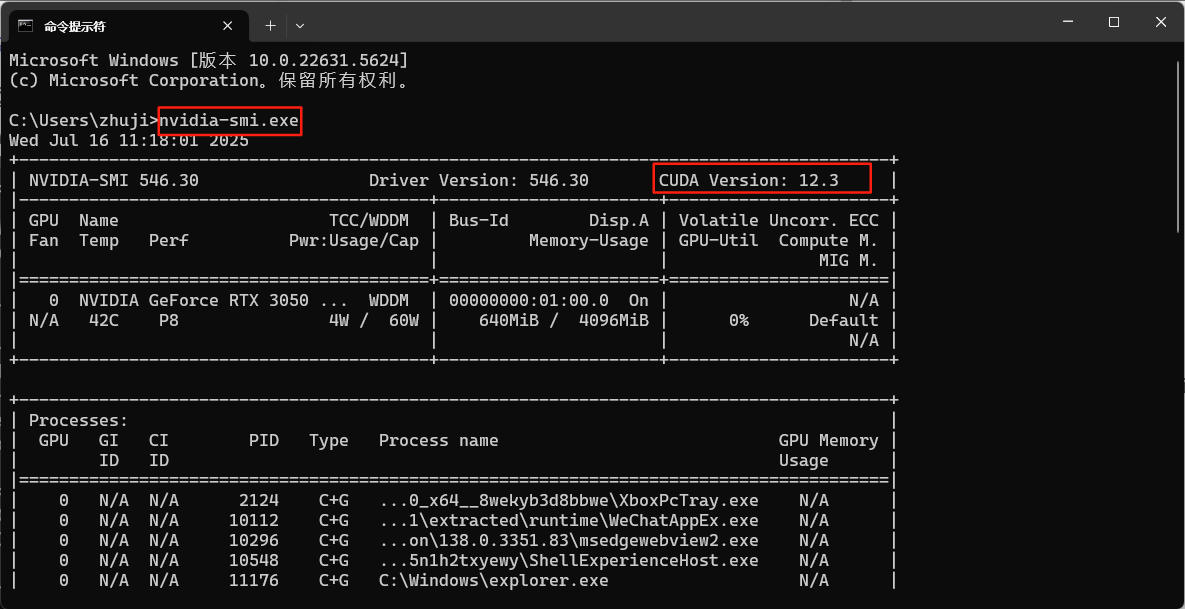 命令提示符
Microsoft Windows [版本 10.0.22631.5624]
(c) Microsoft Corporation。保留所有权利。
C:\Users\zhuji>nvidia-smi.exe
Wed Jul 16 11:18:01 2025
+---------------------------------------------------------------------------------------+
| NVIDIA-SMI 546.30                 Driver Version: 546.30       CUDA Version: 12.3     |
|-----------------------------------------+----------------------+----------------------+
| GPU  Name                     TCC/WDDM  | Bus-Id        Disp.A | Volatile Uncorr. ECC |
| Fan  Temp   Perf          Pwr:Usage/Cap |         Memory-Usage | GPU-Util  Compute M. |
|                                         |                      |               MIG M. |
|=========================================+======================+======================|
|   0  NVIDIA GeForce RTX 3050 ...  WDDM  | 00000000:01:00.0  On |                  N/A |
| N/A   42C    P8               4W /  60W |    640MiB /  4096MiB |      0%      Default |
|                                         |                      |                  N/A |
+-----------------------------------------+----------------------+----------------------+
+---------------------------------------------------------------------------------------+
| Processes:                                                                            |
|  GPU   GI   CI        PID   Type   Process name                            GPU Memory |
|        ID   ID                                                             Usage      |
|=======================================================================================|
|    0   N/A  N/A      2124    C+G   ...0_x64__8wekyb3d8bbwe\XboxPcTray.exe    N/A      |
|    0   N/A  N/A     10112    C+G   ...1\extracted\runtime\WeChatAppEx.exe    N/A      |
|    0   N/A  N/A     10296    C+G   ...on\138.0.3351.83\msedgewebview2.exe    N/A      |
|    0   N/A  N/A     10548    C+G   ...5n1h2txyewy\ShellExperienceHost.exe    N/A      |
|    0   N/A  N/A     11176    C+G   C:\Windows\explorer.exe                   N/A      |